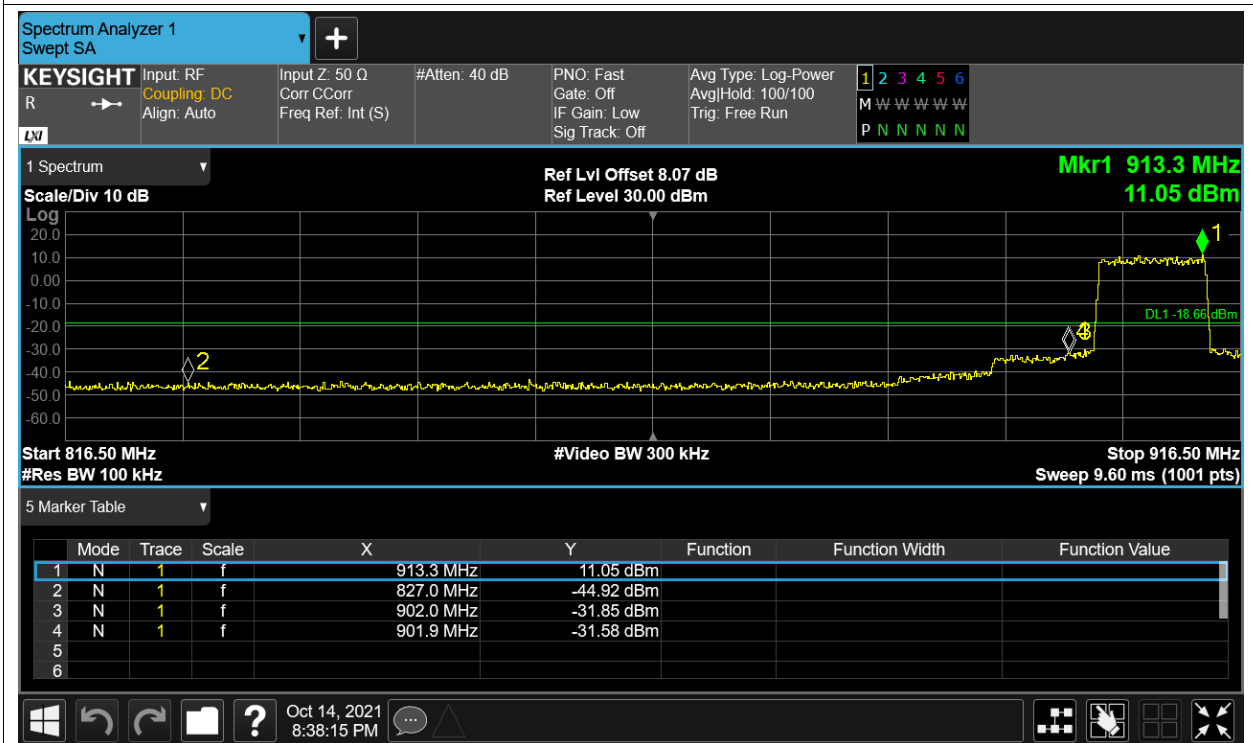 Spectrum Analyzer 1
Swept SA
KEYSIGHT
R
LXI
Input: RF
Coupling: DC
Align: Auto
Input Z: 50 Ω
Corr CCorr
Freq Ref: Int (S)
#Atten: 40 dB
PNO: Fast
Gate: Off
IF Gain: Low
Sig Track: Off
Avg Type: Log-Power
Avg|Hold: 100/100
Trig: Free Run
1 2 3 4 5 6
M W W W W W
P N N N N N
1 Spectrum
Scale/Div 10 dB
Ref Lvl Offset 8.07 dB
Ref Level 30.00 dBm
Mkr1 913.3 MHz
11.05 dBm
Log
20.0
10.0
0.00
-10.0
-20.0
-30.0
-40.0
-50.0
-60.0
1
DL1 -18.66 dBm
2
Start 816.50 MHz
#Res BW 100 kHz
#Video BW 300 kHz
Stop 916.50 MHz
Sweep 9.60 ms (1001 pts)
5 Marker Table
Mode Trace Scale X Y Function Function Width Function Value
1 N 1 f 913.3 MHz 11.05 dBm
2 N 1 f 827.0 MHz -44.92 dBm
3 N 1 f 902.0 MHz -31.85 dBm
4 N 1 f 901.9 MHz -31.58 dBm
5
6
?
Oct 14, 2021
8:38:15 PM